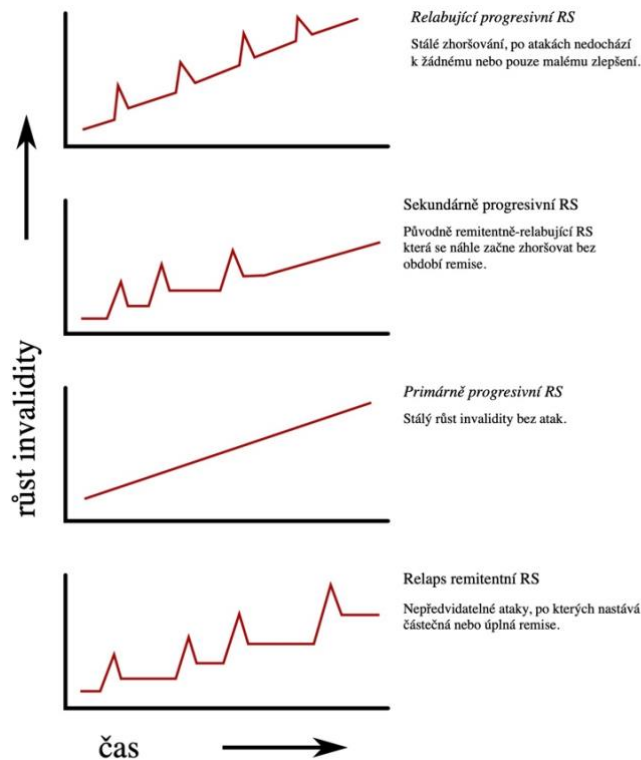 Relabující progresivní RS
Stálé zhoršování, po atakách nedochází
k žádnému nebo pouze malému zlepšení.
Sekundárně progresivní RS
Původně remitentně-relabující RS
která se náhle začne zhoršovat bez
období remise.
růst invalidity
Primárně progresivní RS
Stálý růst invalidity bez atak.
Relaps remitentní RS
Nepředvidatelné ataky, po kterých nastává
částečná nebo úplná remise.
čas